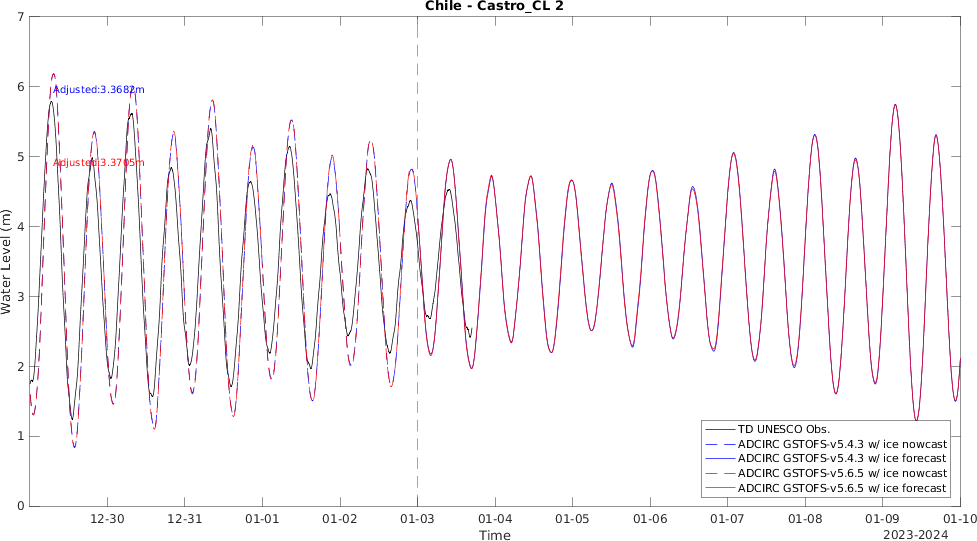 Chile - Castro_CL 2
7
6
5
4
3
2
1
0
Water Level (m)
Adjusted:3.3682m
Adjusted:3.3705m
TD UNESCO Obs.
ADCIRC GSTOFS-v5.4.3 w/ ice nowcast
ADCIRC GSTOFS-v5.4.3 w/ ice forecast
ADCIRC GSTOFS-v5.6.5 w/ ice nowcast
ADCIRC GSTOFS-v5.6.5 w/ ice forecast
12-30 12-31 01-01 01-02 01-03 01-04 01-05 01-06 01-07 01-08 01-09 01-10
Time
2023-2024